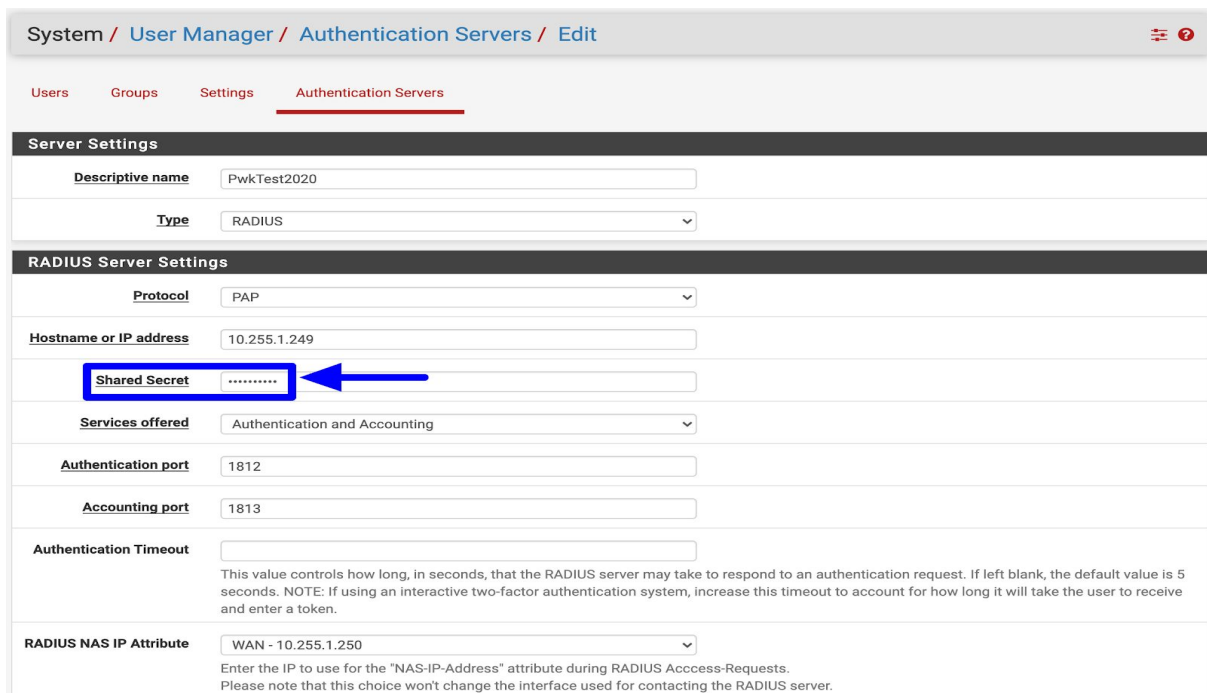 System / User Manager / Authentication Servers / Edit
Users Groups Settings Authentication Servers
Server Settings
Descriptive name PwkTest2020
Type RADIUS
RADIUS Server Settings
Protocol PAP
Hostname or IP address 10.255.1.249
Shared Secret ••••••••••
Services offered Authentication and Accounting
Authentication port 1812
Accounting port 1813
Authentication Timeout
This value controls how long, in seconds, that the RADIUS server may take to respond to an authentication request. If left blank, the default value is 5
seconds. NOTE: If using an interactive two-factor authentication system, increase this timeout to account for how long it will take the user to receive
and enter a token.
RADIUS NAS IP Attribute WAN - 10.255.1.250
Enter the IP to use for the "NAS-IP-Address" attribute during RADIUS Acccess-Requests.
Please note that this choice won't change the interface used for contacting the RADIUS server.